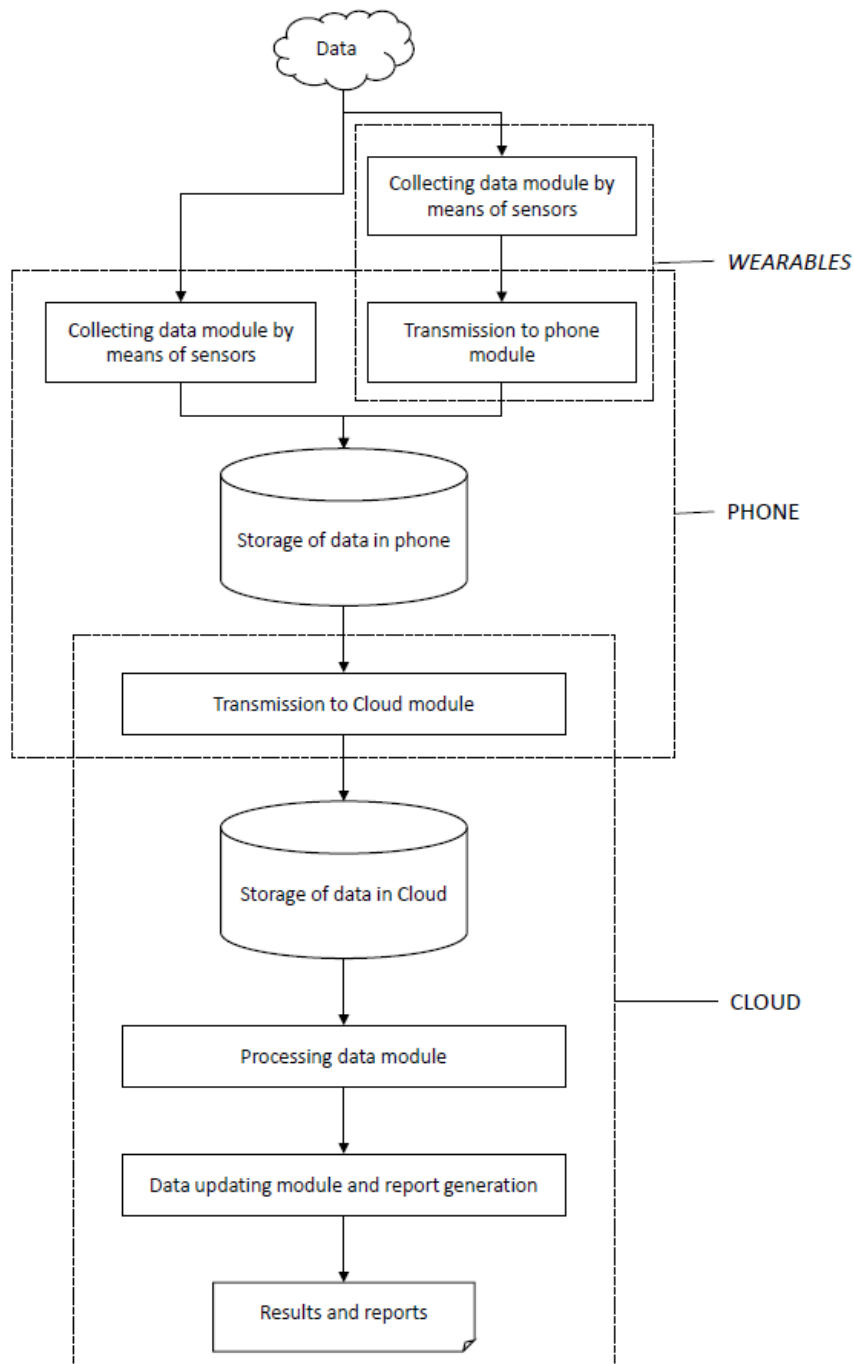 Data
Collecting data module by
means of sensors
WEARABLES
Collecting data module by
means of sensors
Transmission to phone
module
Storage of data in phone
PHONE
Transmission to Cloud module
Storage of data in Cloud
CLOUD
Processing data module
Data updating module and report generation
Results and reports